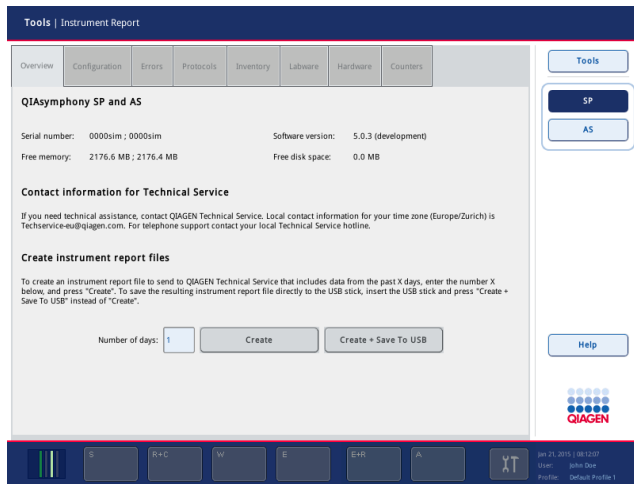 Tools | Instrument Report
Overview
Configuration
Errors
Protocols
Inventory
Labware
Hardware
Counters
Tools
SP
AS
QIAsymphony SP and AS
Serial number: 0000sim ; 0000sim Software version: 5.0.3 (development)
Free memory: 2176.6 MB ; 2176.4 MB Free disk space: 0.0 MB
Contact information for Technical Service
If you need technical assistance, contact QIAGEN Technical Service. Local contact information for your time zone (Europe/Zurich) is
Techservice-eu@qiagen.com. For telephone support contact your local Technical Service hotline.
Create instrument report files
To create an instrument report file to send to QIAGEN Technical Service that includes data from the past X days, enter the number X
below, and press "Create". To save the resulting instrument report file directly to the USB stick, insert the USB stick and press "Create +
Save To USB" instead of "Create".
Number of days: 1 Create Create + Save To USB
Help
QIAGEN
S
R+C
W
E
E+R
A
Jan 21, 2015 | 08:12:07
User: John Doe
Profile: Default Profile 1